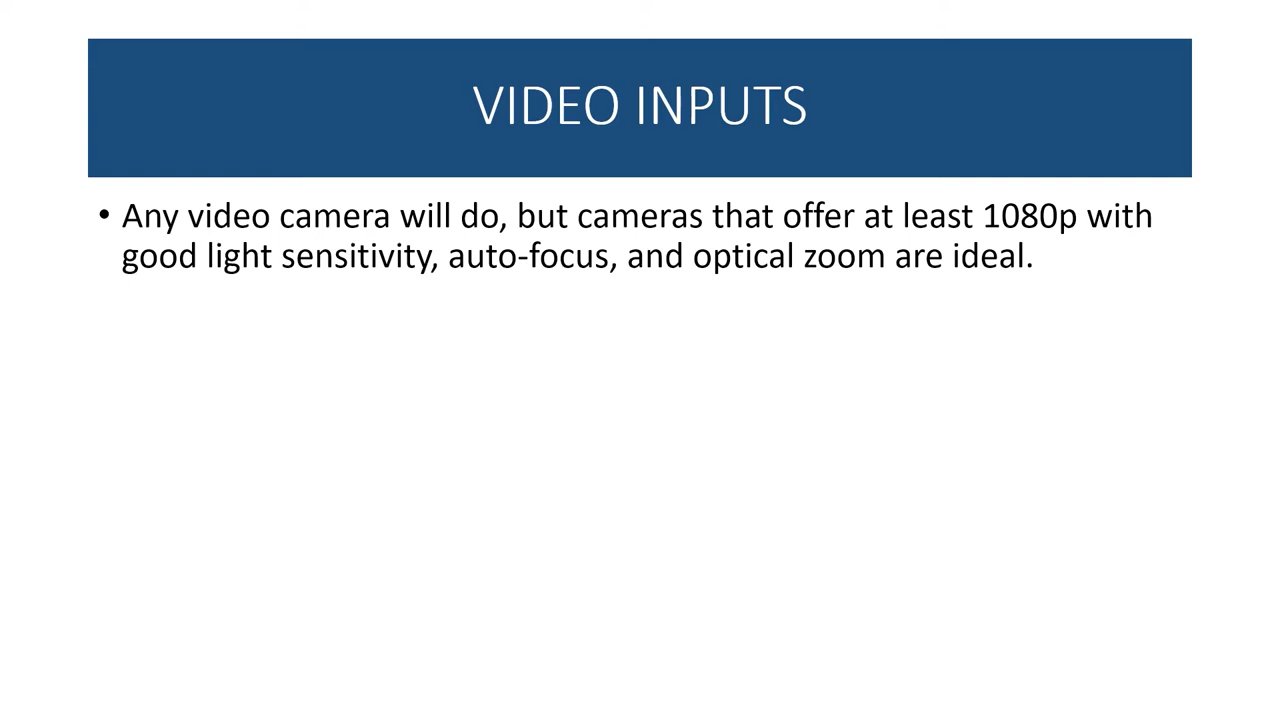 VIDEO INPUTS
• Any video camera will do, but cameras that offer at least 1080p with
good light sensitivity, auto-focus, and optical zoom are ideal.